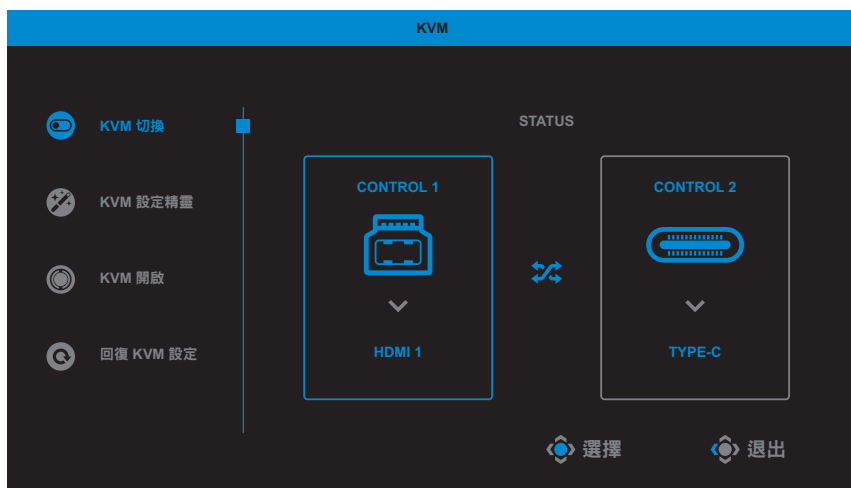 KVM
KVM 切換
KVM 設定精靈
KVM 開啟
回復 KVM 設定
STATUS
CONTROL 1
HDMI 1
CONTROL 2
TYPE-C
選擇
退出